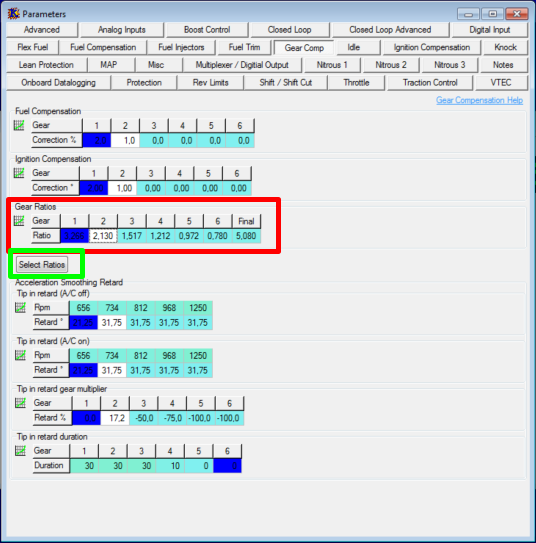 Parameters
Advanced Analog Inputs Boost Control Closed Loop Closed Loop Advanced Digital Input
Flex Fuel Fuel Compensation Fuel Injectors Fuel Trim Gear Comp Idle Ignition Compensation Knock
Lean Protection MAP Misc Multiplexer / Digitial Output Nitrous 1 Nitrous 2 Nitrous 3 Notes
Onboard Datalogging Protection Rev Limits Shift / Shift Cut Throttle Traction Control VTEC
Gear Compensation Help
Fuel Compensation
Gear 1 2 3 4 5 6
Correction % 1,0 0,0 0,0 0,0 0,0
Ignition Compensation
Gear 1 2 3 4 5 6
Correction ° 1,00 0,00 0,00 0,00 0,00
Gear Ratios
Gear 1 2 3 4 5 6 Final
Ratio 2,130 1,517 1,212 0,972 0,780 5,080
Select Ratios
Acceleration Smoothing Retard
Tip in retard (A/C off)
Rpm 656 734 812 968 1250
Retard ° 31,75 31,75 31,75 31,75 31,75
Tip in retard (A/C on)
Rpm 656 734 812 968 1250
Retard ° 31,75 31,75 31,75 31,75 31,75
Tip in retard gear multiplier
Gear 1 2 3 4 5 6
Retard % 17,2 -50,0 -75,0 -100,0 -100,0
Tip in retard duration
Gear 1 2 3 4 5 6
Duration 30 30 30 10 0